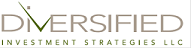 DIVERSIFIED
INVESTMENT STRATEGIES LLC